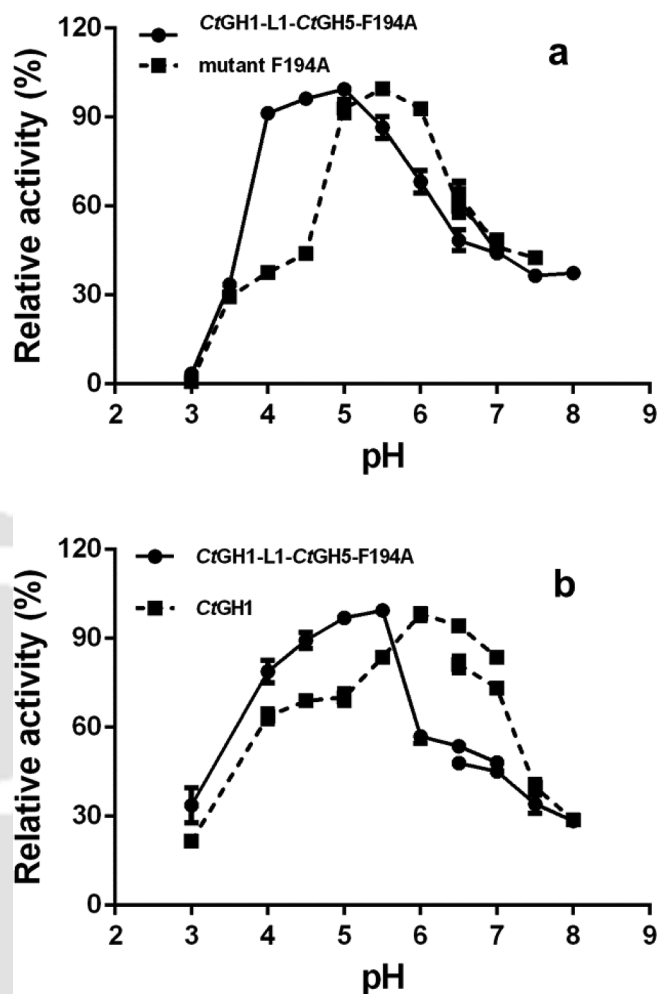 CtGH1-L1-CtGH5-F194A
mutant F194A
a
Relative activity (%)
120
90
60
30
0
2 3 4 5 6 7 8 9
pH
CtGH1-L1-CtGH5-F194A
CtGH1
b
Relative activity (%)
120
90
60
30
0
2 3 4 5 6 7 8 9
pH